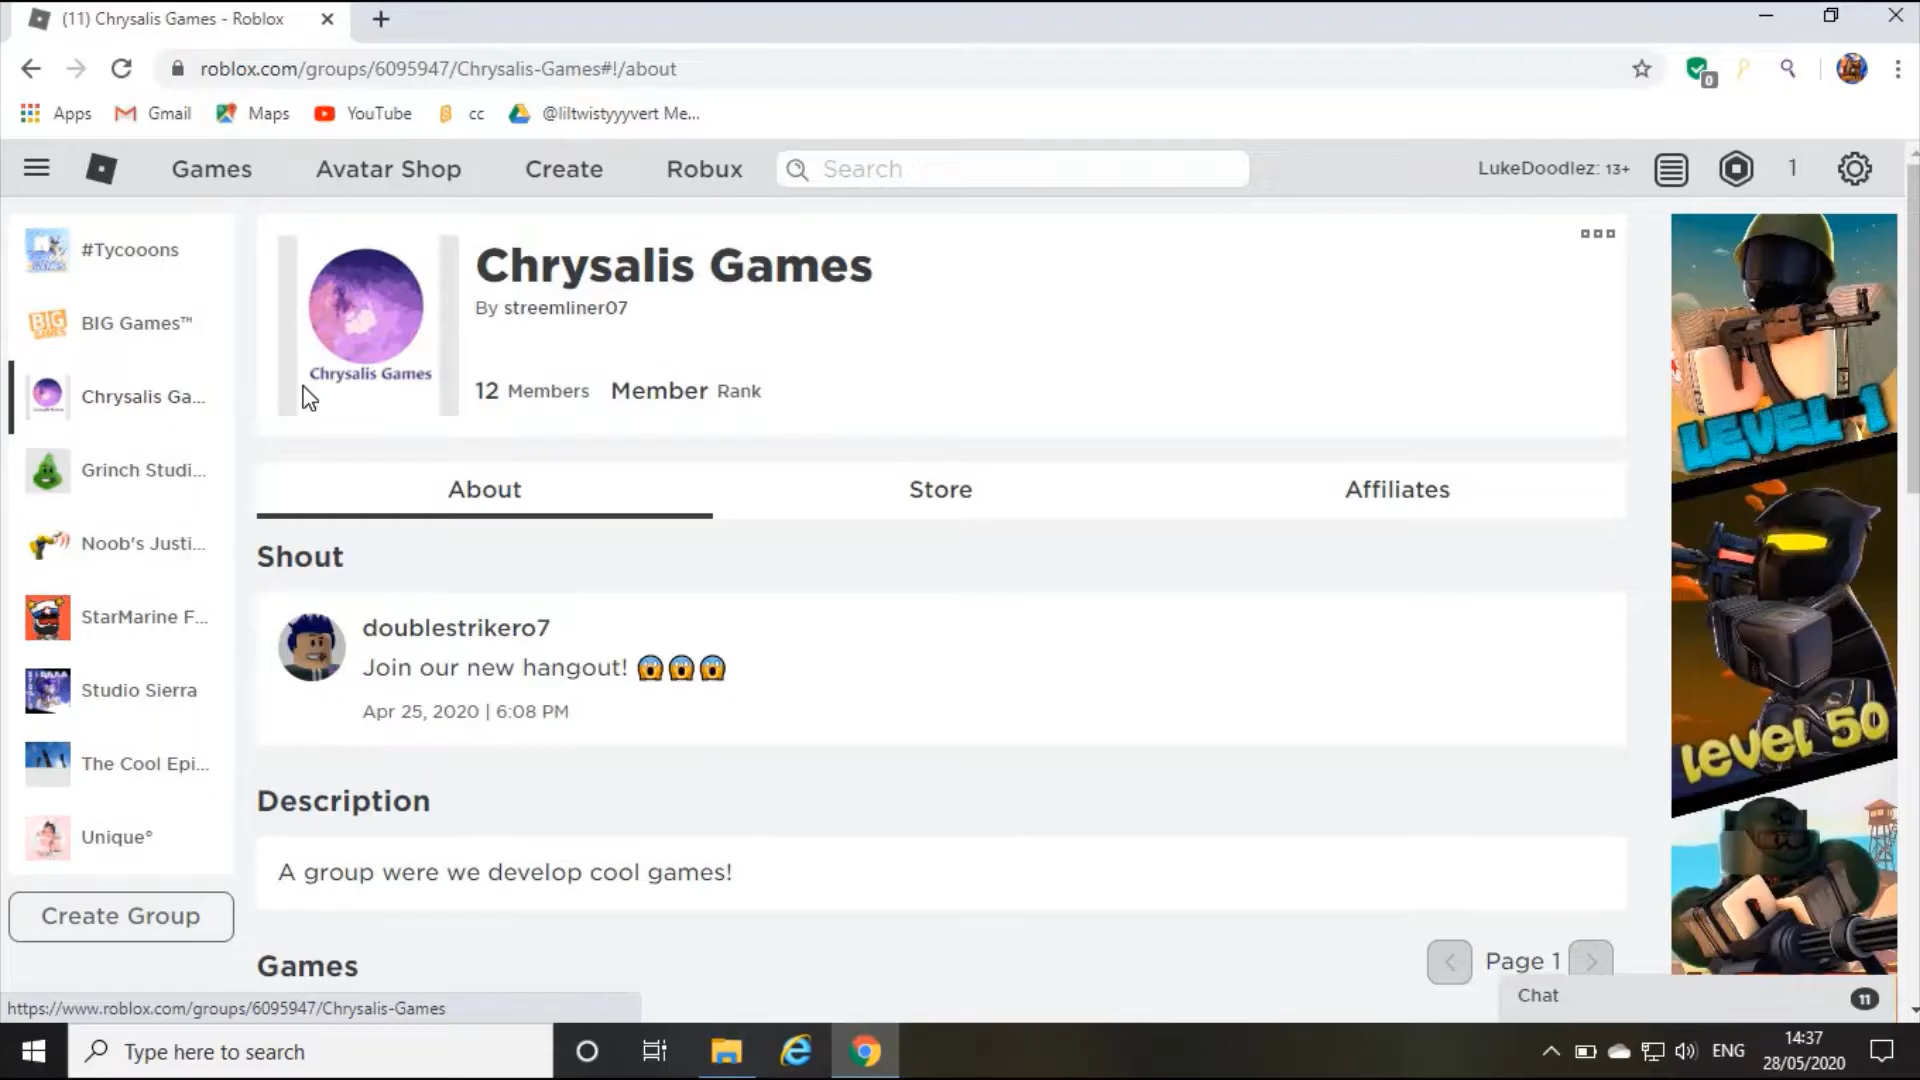 (11) Chrysalis Games - Roblox
roblox.com/groups/6095947/Chrysalis-Games#!/about
0
Apps
Gmail
Maps
YouTube
cc
@liltwistyyyvert Me...
Games
Avatar Shop
Create
Robux
Search
LukeDoodlez: 13+
1
#Tycooons
BIG GAMES
BIG Games™
Chrysalis Ga...
Grinch Studi...
Noob's Justi...
StarMarine F...
Studio Sierra
The Cool Epi...
Unique°
Create Group
Chrysalis Games
Chrysalis Games
By streemliner07
12 Members Member Rank
About
Store
Affiliates
Shout
doublestrikero7
Join our new hangout! 😱😱😱
Apr 25, 2020 | 6:08 PM
Description
A group were we develop cool games!
Games
Page 1
LEVEL 1
LEVEL 50
Chat
11
https://www.roblox.com/groups/6095947/Chrysalis-Games
Type here to search
ENG
14:37
28/05/2020